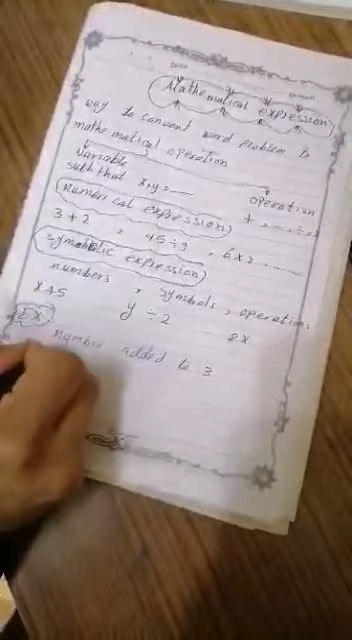 Mathematical expression
way to convert word problem to
mathematical operation
Variable operation
such that x, y, z + - ÷ x
Numerical expression
3 + 2 , 45 ÷ 9 , 6 x 2
Symbolic expression
numbers , symbols , operations
x + 5 y ÷ 2 2x
EX
number added to 3